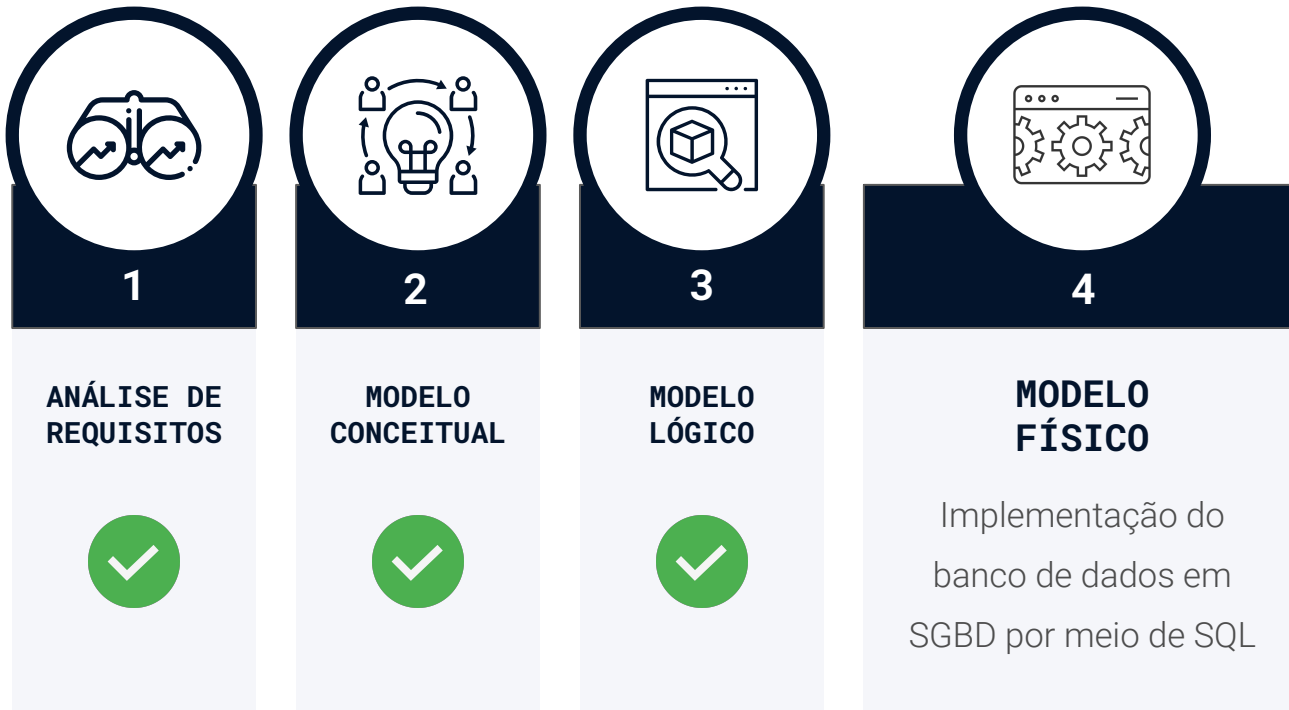 1
ANÁLISE DE
REQUISITOS
2
MODELO
CONCEITUAL
3
MODELO
LÓGICO
4
MODELO
FÍSICO
Implementação do
banco de dados em
SGBD por meio de SQL